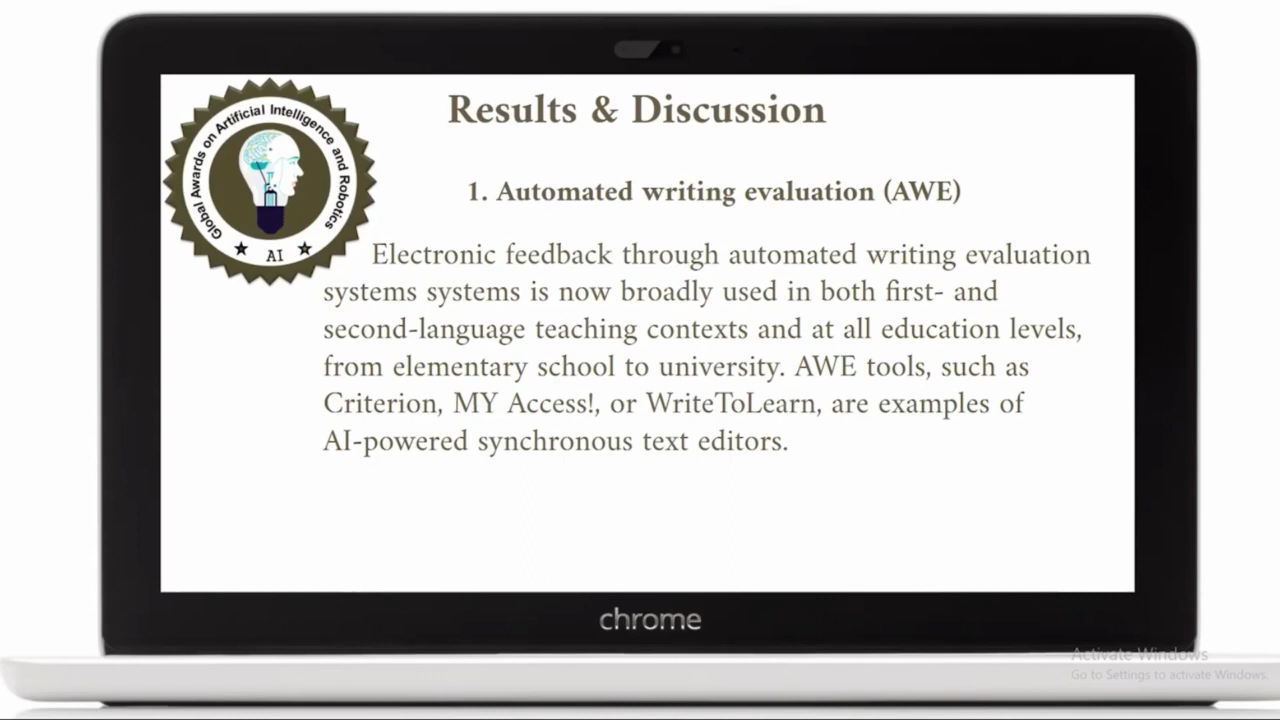 Global Awards on Artificial Intelligence and Robotics
AI
Results & Discussion
1. Automated writing evaluation (AWE)
Electronic feedback through automated writing evaluation
systems systems is now broadly used in both first- and
second-language teaching contexts and at all education levels,
from elementary school to university. AWE tools, such as
Criterion, MY Access!, or WriteToLearn, are examples of
AI-powered synchronous text editors.
chrome
Activate Windows
Go to Settings to activate Windows.